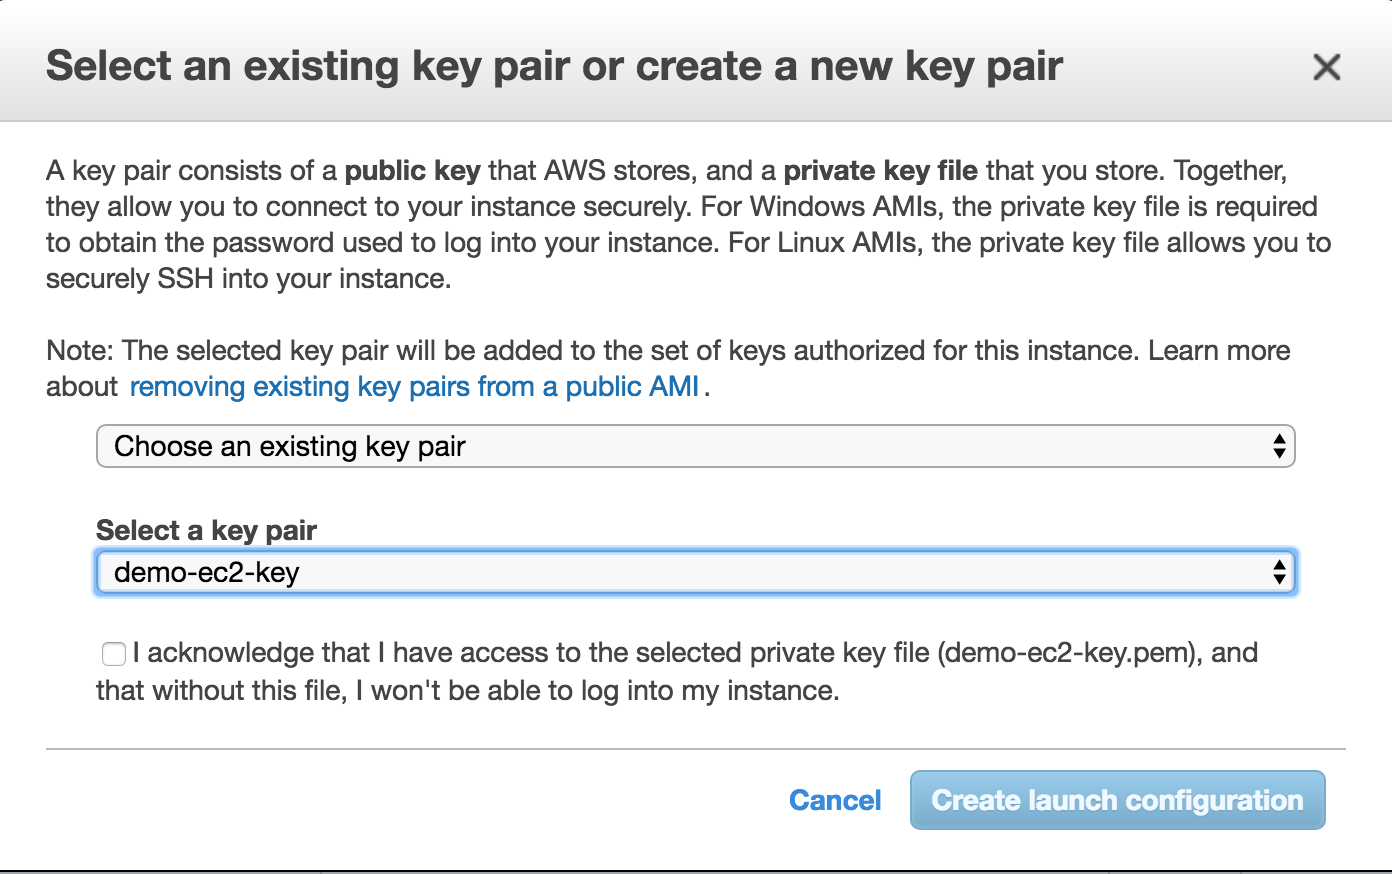 Select an existing key pair or create a new key pair
A key pair consists of a public key that AWS stores, and a private key file that you store. Together,
they allow you to connect to your instance securely. For Windows AMIs, the private key file is required
to obtain the password used to log into your instance. For Linux AMIs, the private key file allows you to
securely SSH into your instance.
Note: The selected key pair will be added to the set of keys authorized for this instance. Learn more
about removing existing key pairs from a public AMI.
Choose an existing key pair
Select a key pair
demo-ec2-key
I acknowledge that I have access to the selected private key file (demo-ec2-key.pem), and
that without this file, I won't be able to log into my instance.
Cancel Create launch configuration